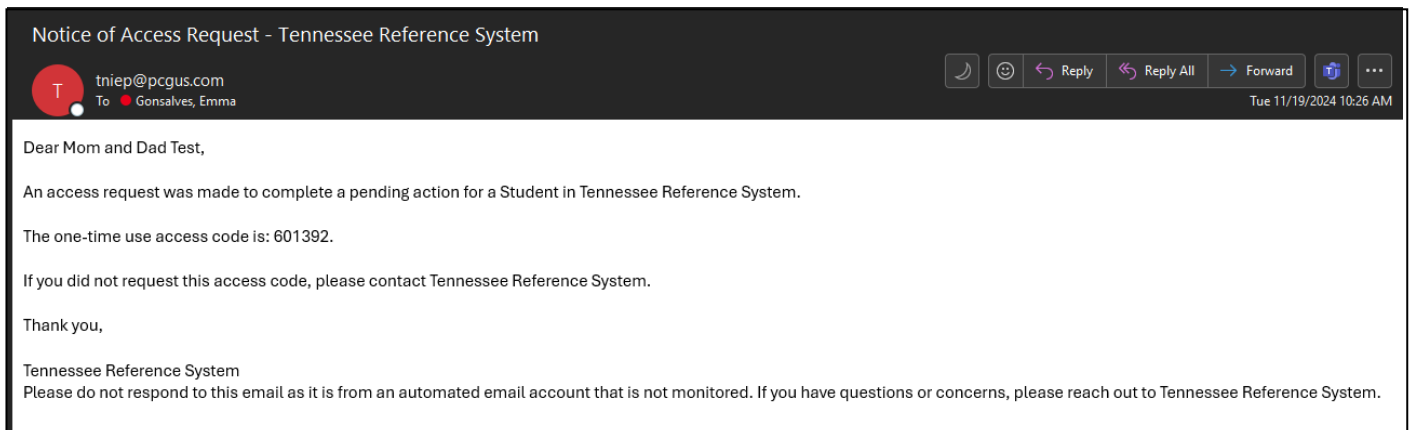 Notice of Access Request - Tennessee Reference System
T
tniep@pcgus.com
To Gonsalves, Emma
Reply
Reply All
Forward
Tue 11/19/2024 10:26 AM
Dear Mom and Dad Test,
An access request was made to complete a pending action for a Student in Tennessee Reference System.
The one-time use access code is: 601392.
If you did not request this access code, please contact Tennessee Reference System.
Thank you,
Tennessee Reference System
Please do not respond to this email as it is from an automated email account that is not monitored. If you have questions or concerns, please reach out to Tennessee Reference System.